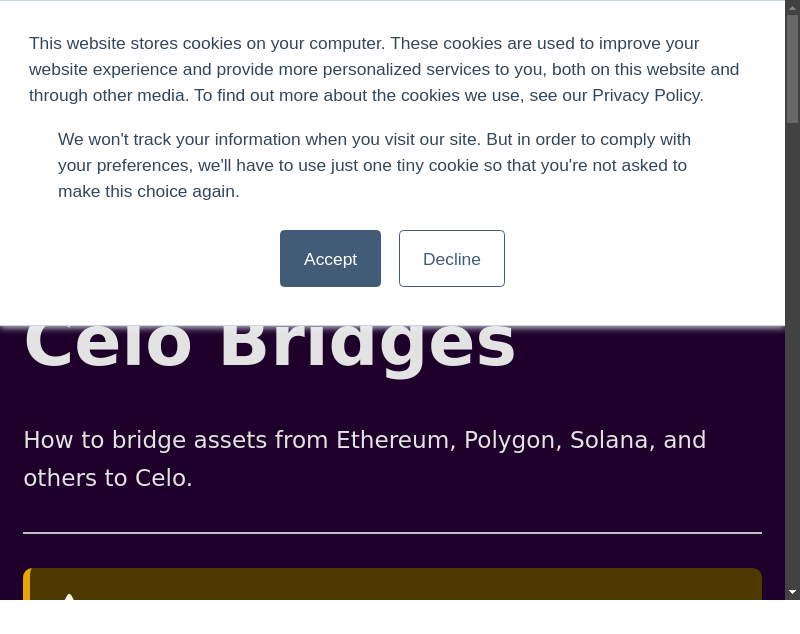 This website stores cookies on your computer. These cookies are used to improve your
website experience and provide more personalized services to you, both on this website and
through other media. To find out more about the cookies we use, see our Privacy Policy.
We won't track your information when you visit our site. But in order to comply with
your preferences, we'll have to use just one tiny cookie so that you're not asked to
make this choice again.
Accept
Decline
Celo Bridges
How to bridge assets from Ethereum, Polygon, Solana, and
others to Celo.